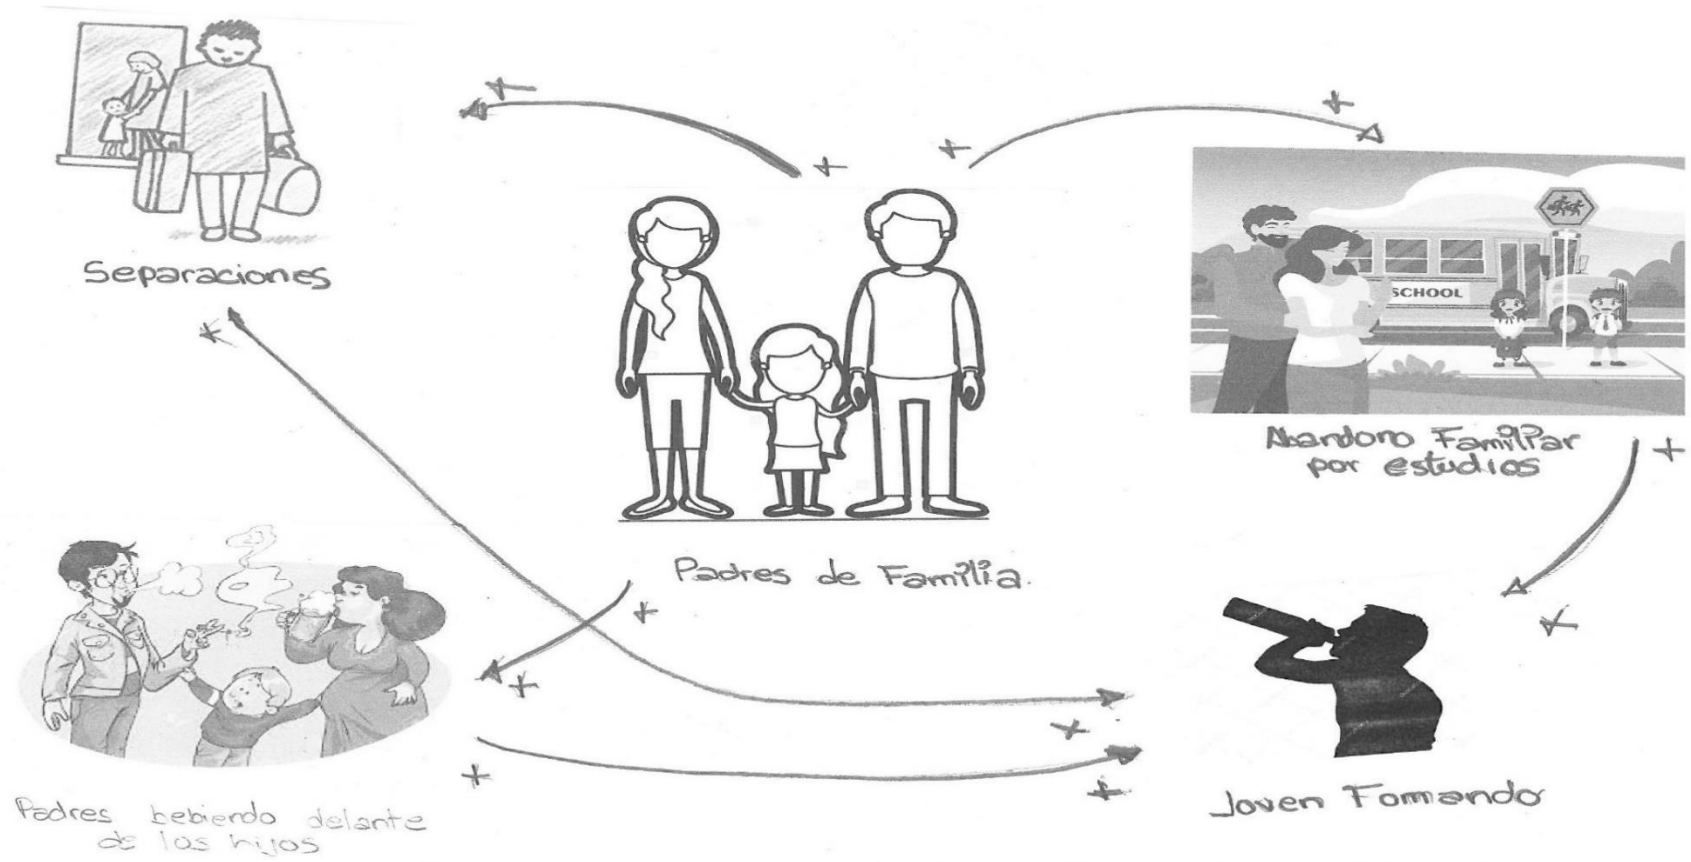 Separaciones
SCHOOL
Abandono Familiar
por estudios
Padres de Familia.
Padres bebiendo delante
de los hijos
Joven Tomando